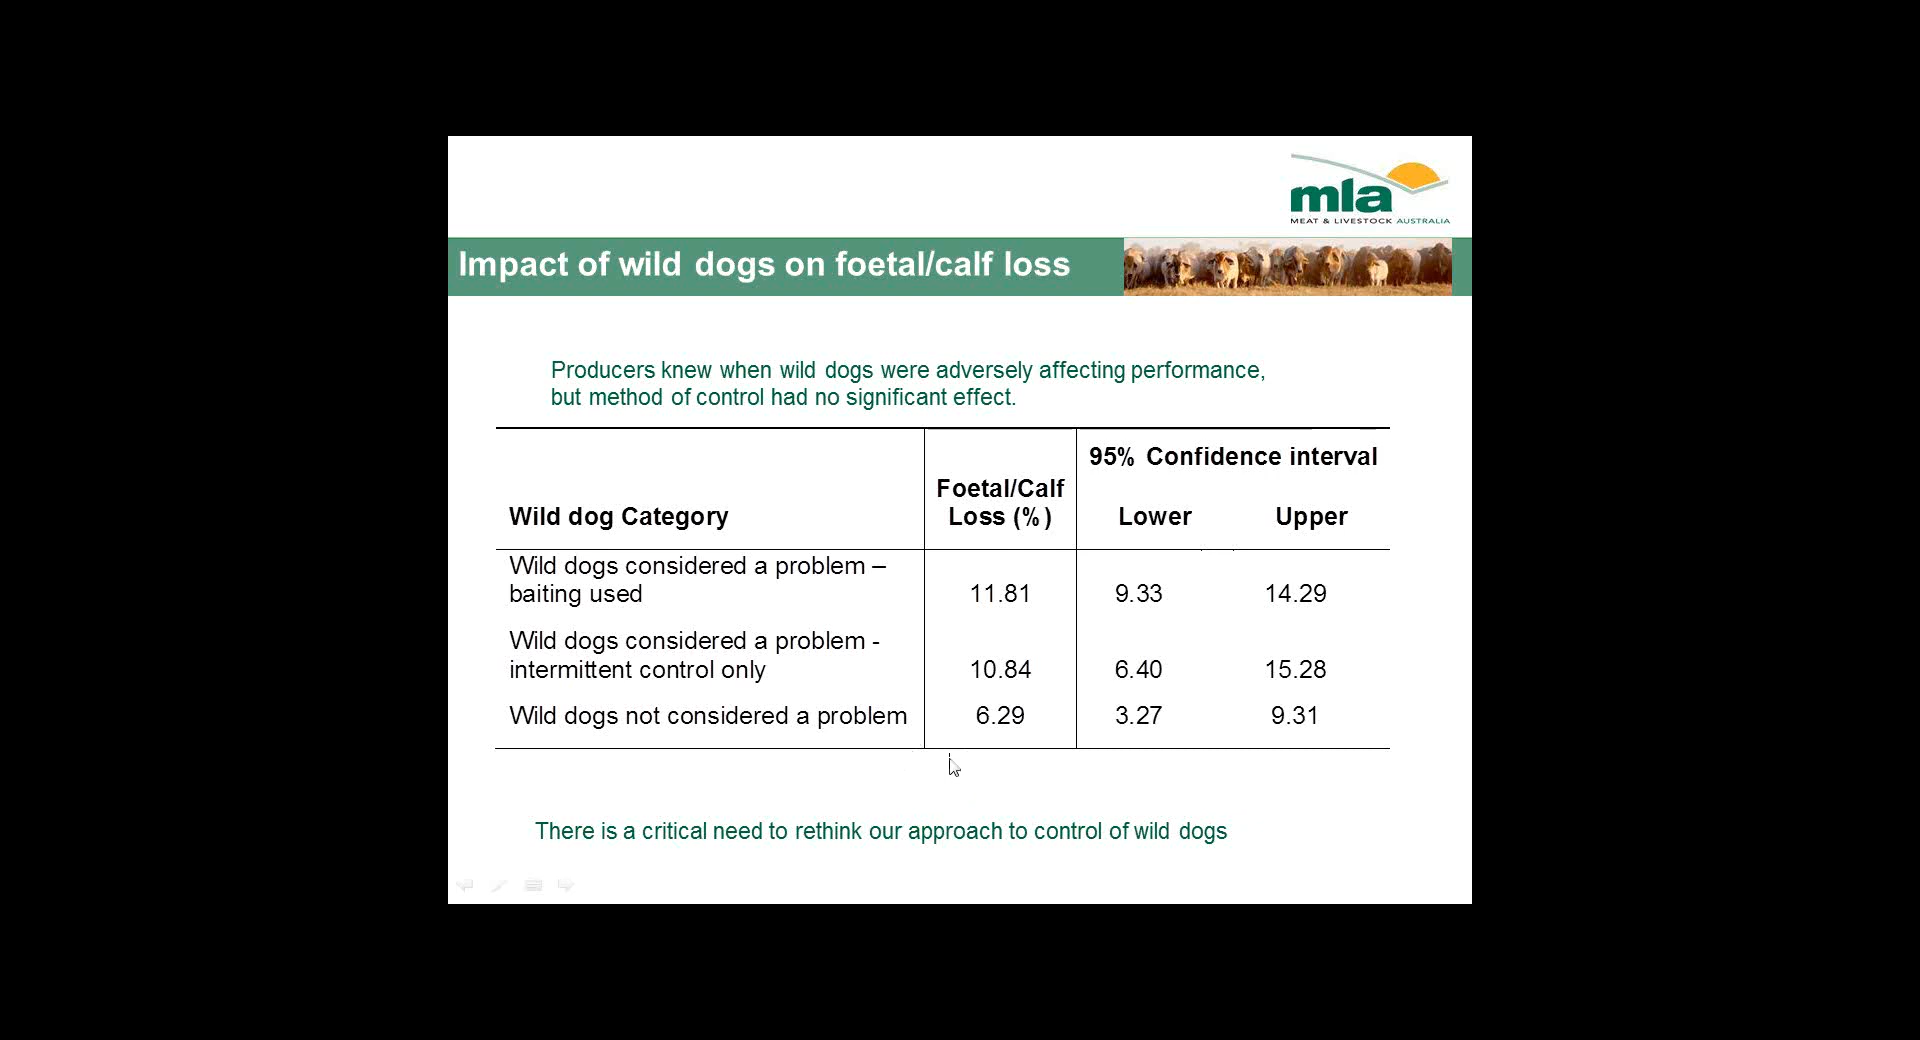 mla
MEAT & LIVESTOCK AUSTRALIA
Impact of wild dogs on foetal/calf loss
Producers knew when wild dogs were adversely affecting performance,
but method of control had no significant effect.
95% Confidence interval
Foetal/Calf
Wild dog Category Loss (%) Lower Upper
Wild dogs considered a problem –
baiting used 11.81 9.33 14.29
Wild dogs considered a problem -
intermittent control only 10.84 6.40 15.28
Wild dogs not considered a problem 6.29 3.27 9.31
There is a critical need to rethink our approach to control of wild dogs